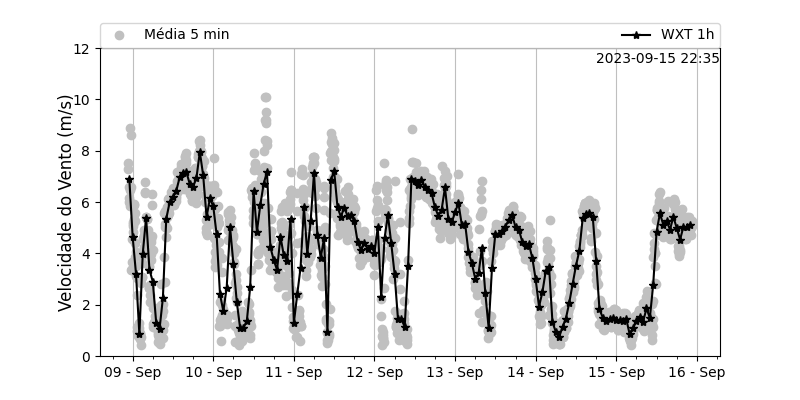 Média 5 min
WXT 1h
2023-09-15 22:35
Velocidade do Vento (m/s)
12
10
8
6
4
2
0
09 - Sep
10 - Sep
11 - Sep
12 - Sep
13 - Sep
14 - Sep
15 - Sep
16 - Sep